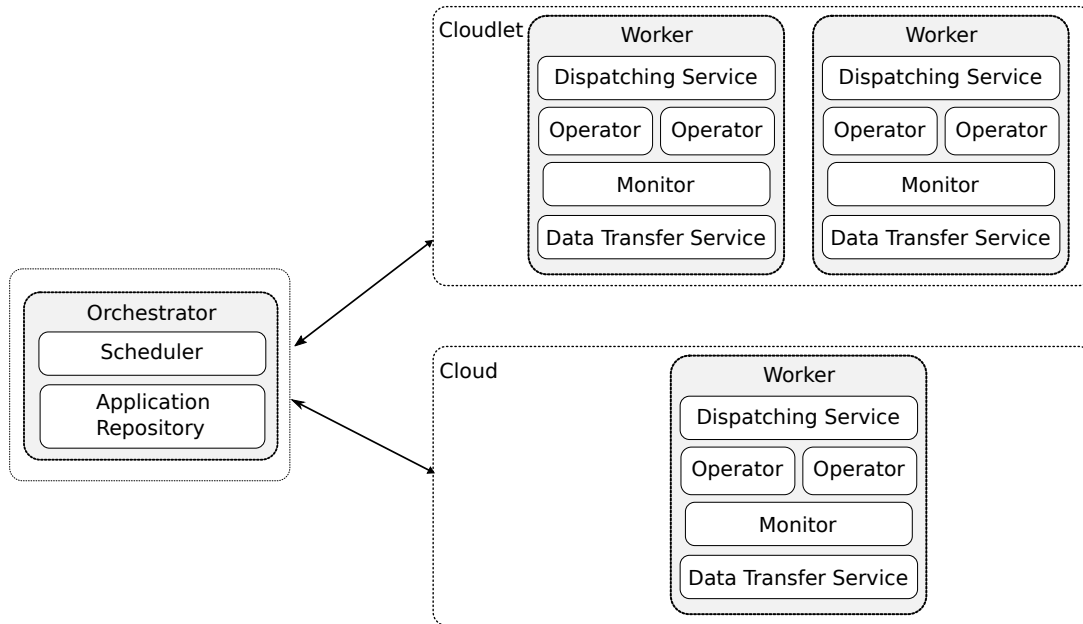 Cloudlet
Worker
Dispatching Service
Operator Operator
Monitor
Data Transfer Service
Worker
Dispatching Service
Operator Operator
Monitor
Data Transfer Service
Orchestrator
Scheduler
Application
Repository
Cloud
Worker
Dispatching Service
Operator Operator
Monitor
Data Transfer Service